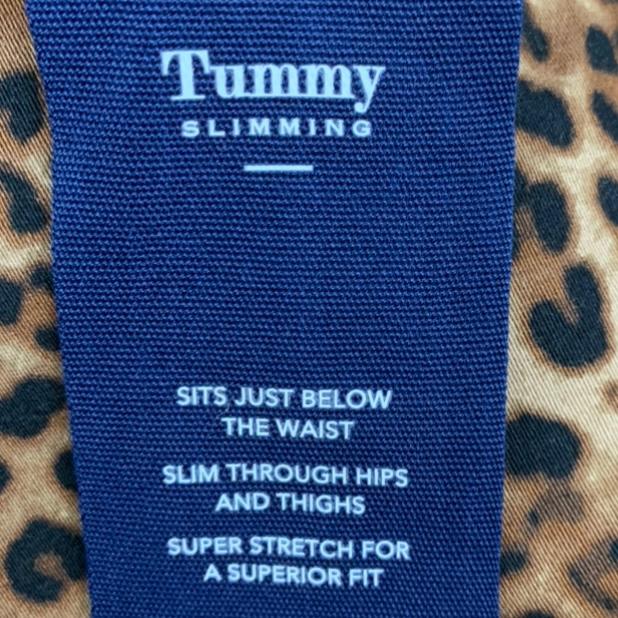 Tummy
SLIMMING
SITS JUST BELOW
THE WAIST
SLIM THROUGH HIPS
AND THIGHS
SUPER STRETCH FOR
A SUPERIOR FIT